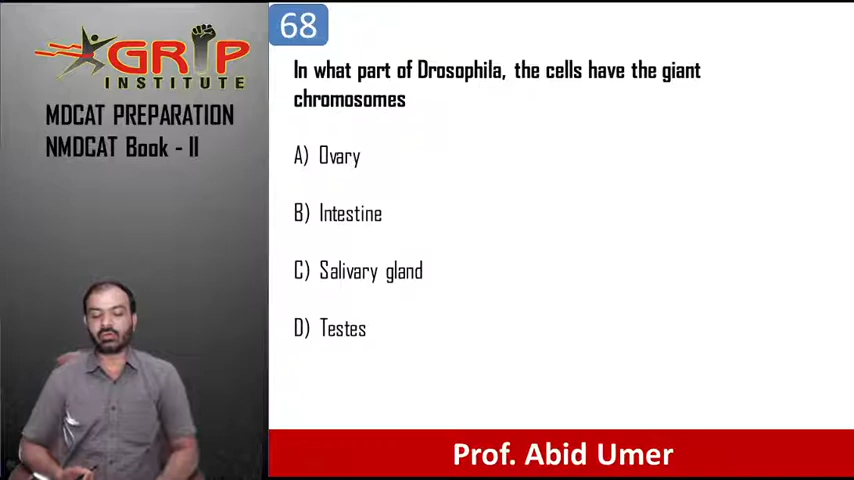 GRIP
INSTITUTE
MDCAT PREPARATION
NMDCAT Book - II
68
In what part of Drosophila, the cells have the giant
chromosomes
A) Ovary
B) Intestine
C) Salivary gland
D) Testes
Prof. Abid Umer